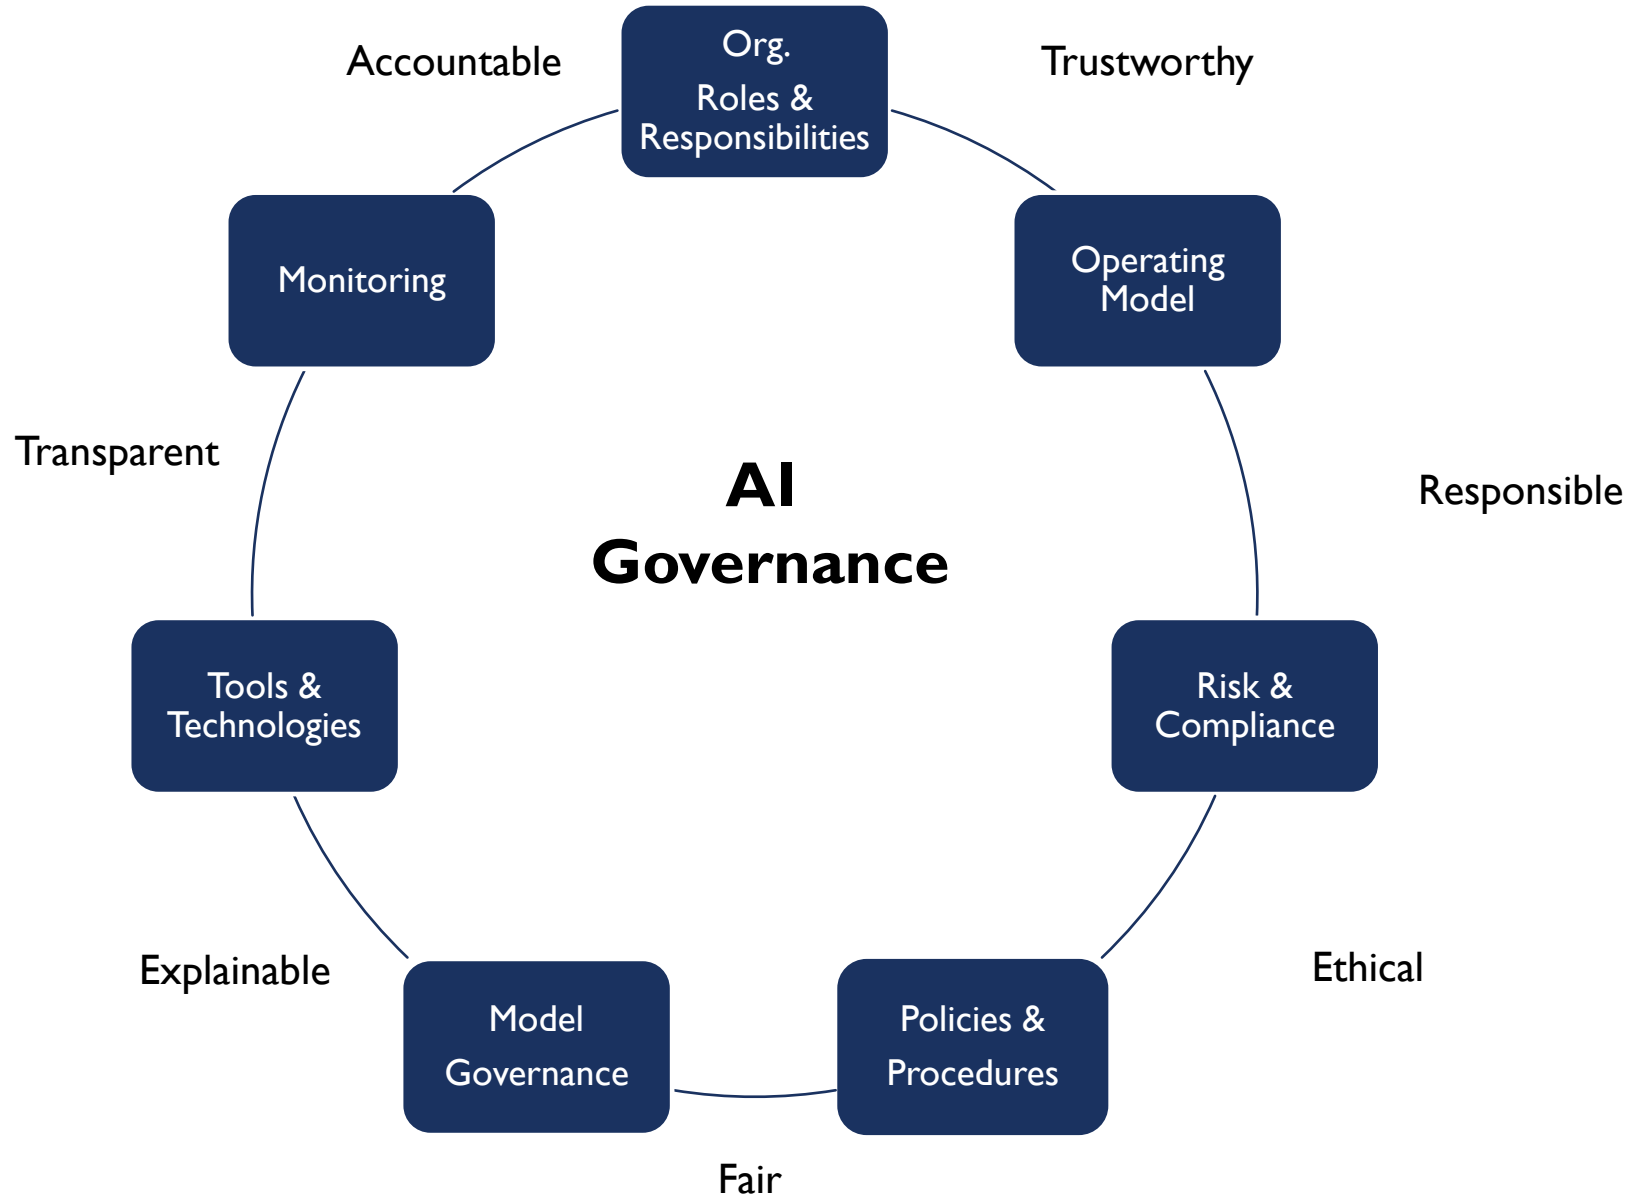 Accountable
Org.
Roles &
Responsibilities
Trustworthy
Monitoring
Operating
Model
Transparent
AI
Governance
Responsible
Tools &
Technologies
Risk &
Compliance
Explainable
Ethical
Model
Governance
Policies &
Procedures
Fair